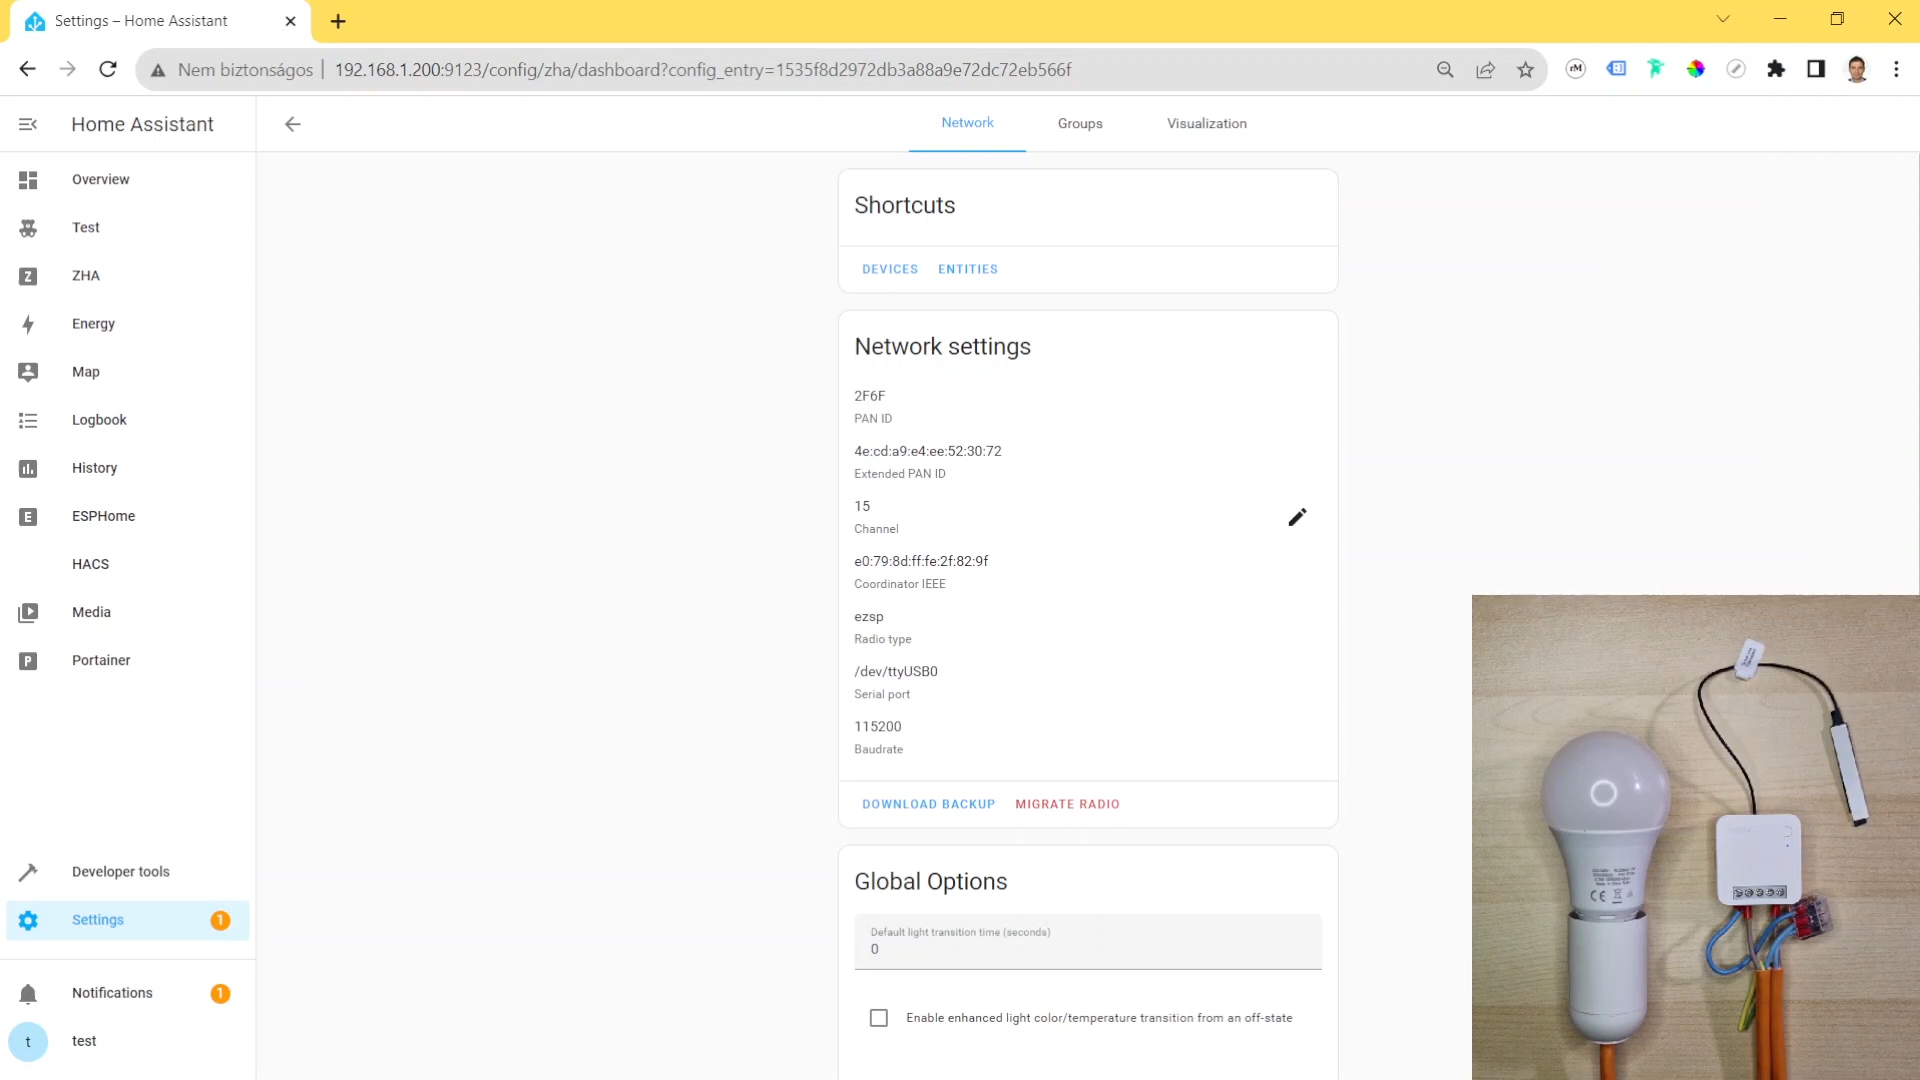 Settings – Home Assistant
Nem biztonságos
192.168.1.200:9123/config/zha/dashboard?config_entry=1535f8d2972db3a88a9e72dc72eb566f
rM
Home Assistant
Network
Groups
Visualization
Overview
Test
Z
ZHA
Energy
Map
Logbook
History
E
ESPHome
HACS
Media
P
Portainer
Developer tools
Settings
1
Notifications
1
t
test
Shortcuts
DEVICES
ENTITIES
Network settings
2F6F
PAN ID
4e:cd:a9:e4:ee:52:30:72
Extended PAN ID
15
Channel
e0:79:8d:ff:fe:2f:82:9f
Coordinator IEEE
ezsp
Radio type
/dev/ttyUSB0
Serial port
115200
Baudrate
DOWNLOAD BACKUP
MIGRATE RADIO
Global Options
Default light transition time (seconds)
0
Enable enhanced light color/temperature transition from an off-state
CE